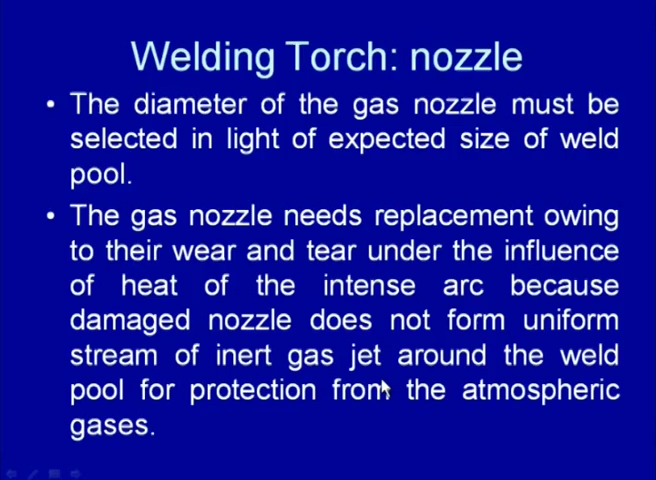 Welding Torch: nozzle
• The diameter of the gas nozzle must be
selected in light of expected size of weld
pool.
• The gas nozzle needs replacement owing
to their wear and tear under the influence
of heat of the intense arc because
damaged nozzle does not form uniform
stream of inert gas jet around the weld
pool for protection from the atmospheric
gases.